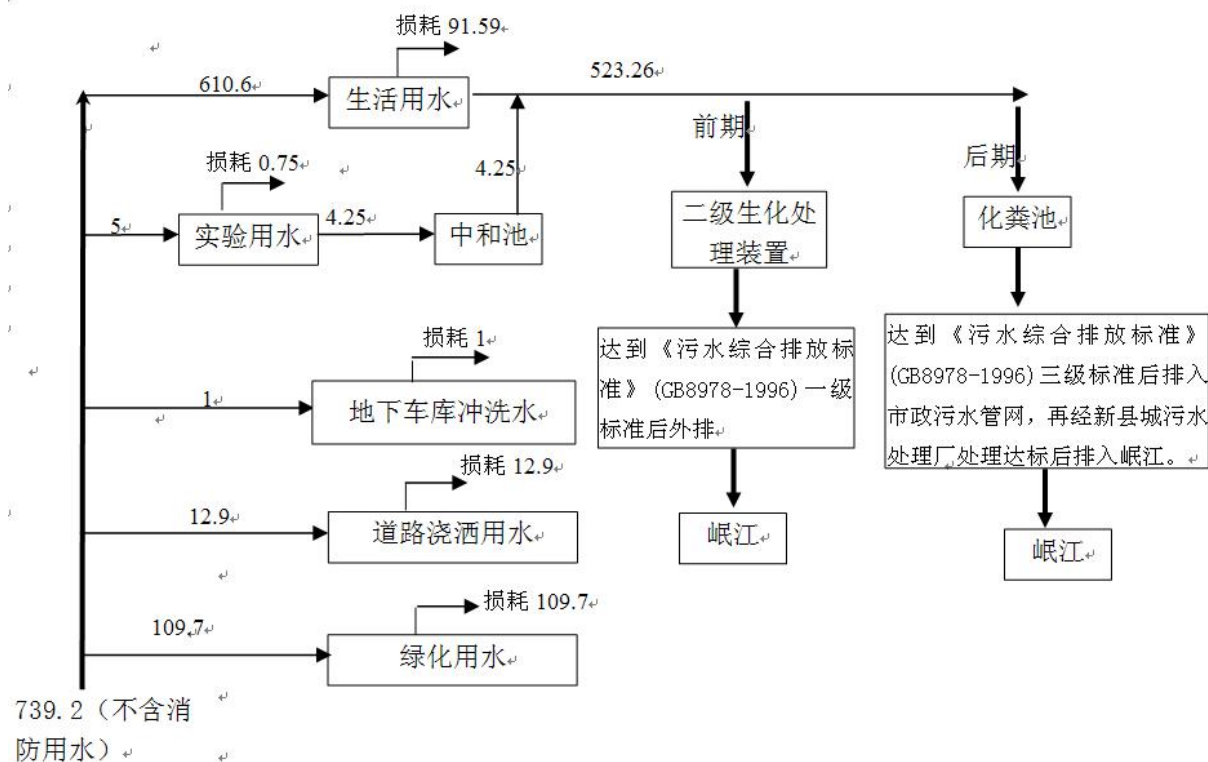 损耗 91.59
610.6
生活用水
523.26
前期
后期
损耗 0.75
4.25
5
实验用水
4.25
中和池
二级生化处
理装置
化粪池
损耗 1
1
地下车库冲洗水
达到《污水综合排放标
准》(GB8978-1996)一级
标准后外排
达到《污水综合排放标准》
(GB8978-1996)三级标准后排入
市政污水管网，再经新县城污水
处理厂处理达标后排入岷江。
损耗 12.9
12.9
道路浇洒用水
岷江
岷江
损耗 109.7
109.7
绿化用水
739.2（不含消
防用水）